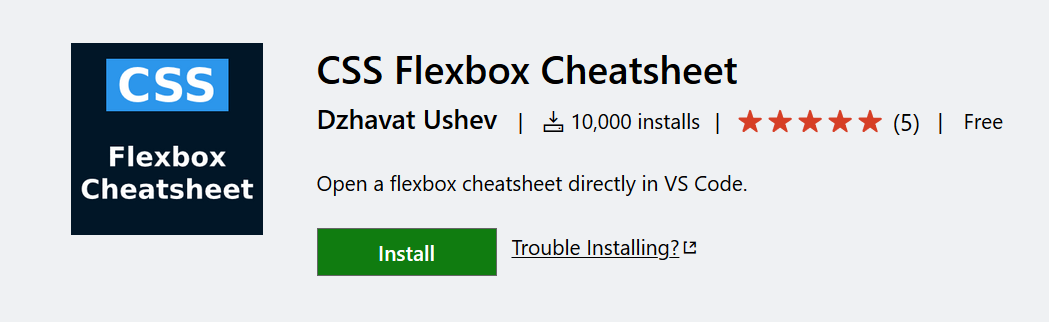 CSS
Flexbox
Cheatsheet
CSS Flexbox Cheatsheet
Dzhavat Ushev | 10,000 installs | (5) | Free
Open a flexbox cheatsheet directly in VS Code.
Install Trouble Installing?